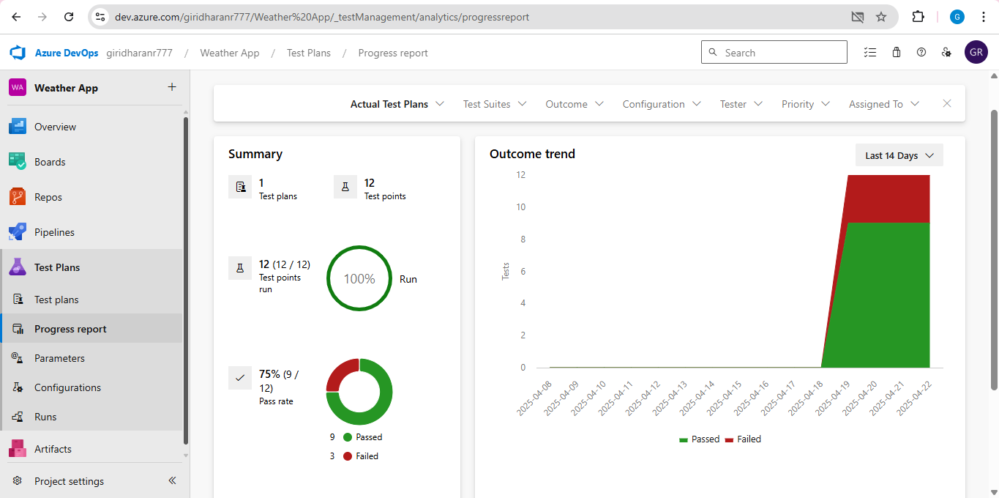 dev.azure.com/giridharanr777/Weather%20App/_testManagement/analytics/progressreport
G
Azure DevOps giridharanr777 / Weather App / Test Plans / Progress report
Search
GR
WA Weather App +
Overview
Boards
Repos
Pipelines
Test Plans
Test plans
Progress report
Parameters
Configurations
Runs
Artifacts
Project settings
Actual Test Plans Test Suites Outcome Configuration Tester Priority Assigned To
Summary
1
Test plans
12
Test points
12 (12 / 12)
Test points
run
100%
Run
75% (9 /
12)
Pass rate
9 Passed
3 Failed
Outcome trend
Last 14 Days
12
10
8
6
4
2
0
Tests
2025-04-08
2025-04-09
2025-04-10
2025-04-11
2025-04-12
2025-04-13
2025-04-14
2025-04-15
2025-04-16
2025-04-17
2025-04-18
2025-04-19
2025-04-20
2025-04-21
2025-04-22
Passed Failed